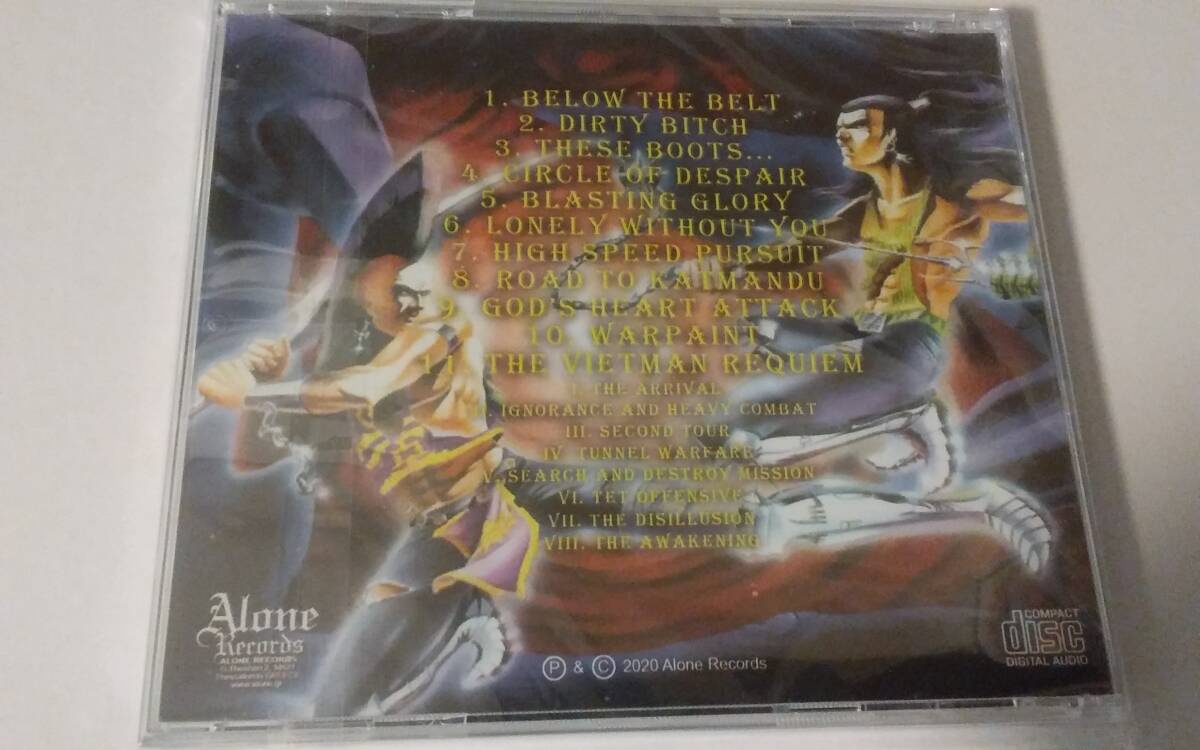 1. BELOW THE BELT
2. DIRTY BITCH
3. THESE BOOTS...
4. CIRCLE OF DESPAIR
5. BLASTING GLORY
6. LONELY WITHOUT YOU
7. HIGH SPEED PURSUIT
8. ROAD TO KATMANDU
9. GOD'S HEART ATTACK
10. WARPAINT
11. THE VIETMAN REQUIEM
I. THE ARRIVAL
II. IGNORANCE AND HEAVY COMBAT
III. SECOND TOUR
IV. TUNNEL WARFARE
V. SEARCH AND DESTROY MISSION
VI. TET OFFENSIVE
VII. THE DISILLUSION
VIII. THE AWAKENING
Alone
Records
ALONE RECORDS
www.alone.gr
P & C 2020 Alone Records
COMPACT
disc
DIGITAL AUDIO